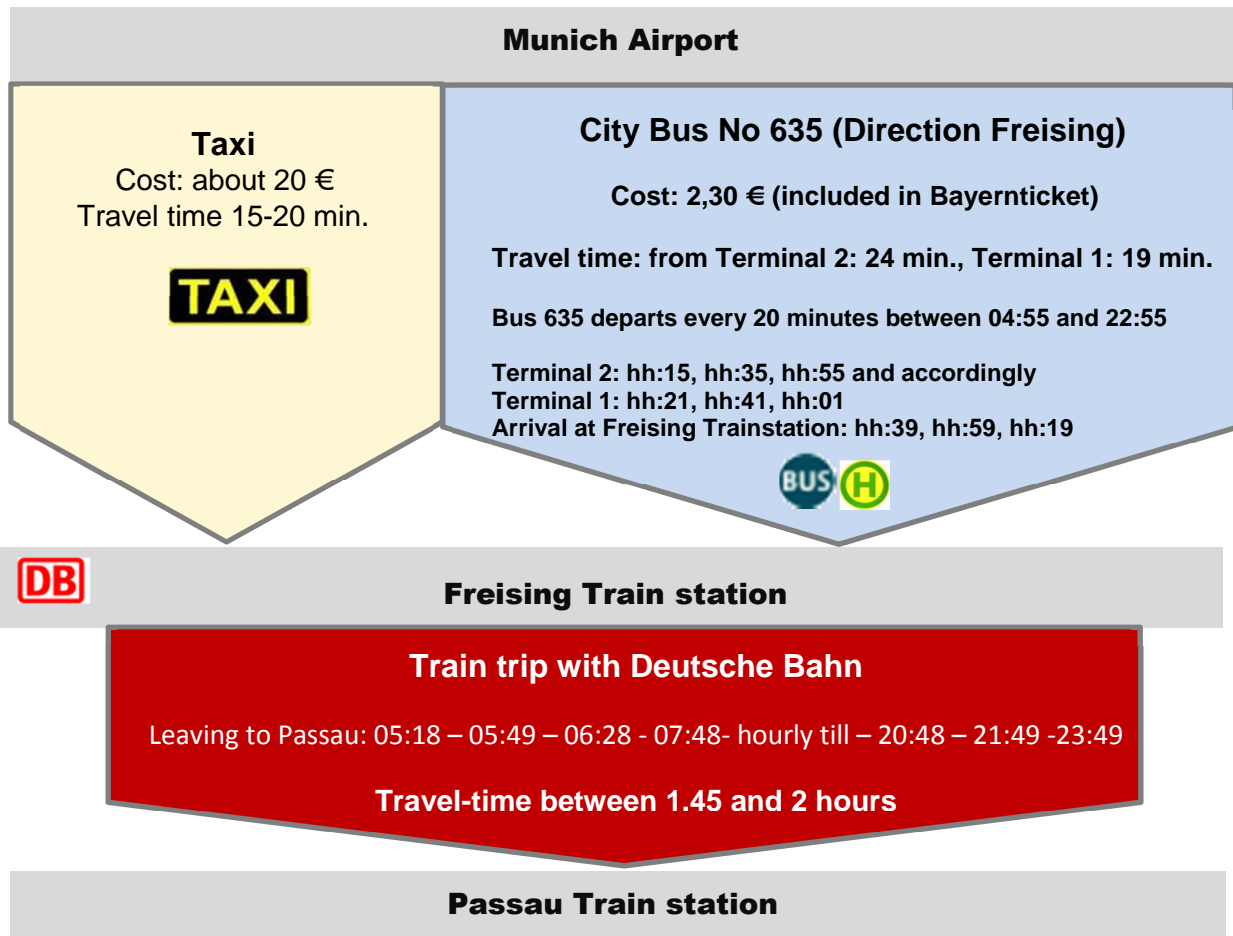 Munich Airport
Taxi
Cost: about 20 €
Travel time 15-20 min.
TAXI
City Bus No 635 (Direction Freising)
Cost: 2,30 € (included in Bayernticket)
Travel time: from Terminal 2: 24 min., Terminal 1: 19 min.
Bus 635 departs every 20 minutes between 04:55 and 22:55
Terminal 2: hh:15, hh:35, hh:55 and accordingly
Terminal 1: hh:21, hh:41, hh:01
Arrival at Freising Trainstation: hh:39, hh:59, hh:19
BUS H
DB
Freising Train station
Train trip with Deutsche Bahn
Leaving to Passau: 05:18 – 05:49 – 06:28 - 07:48- hourly till – 20:48 – 21:49 -23:49
Travel-time between 1.45 and 2 hours
Passau Train station